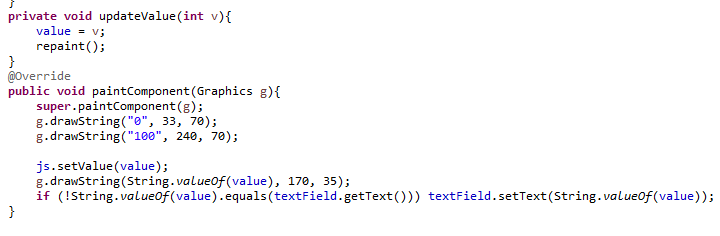 }
private void updateValue(int v){
value = v;
repaint();
}
@Override
public void paintComponent(Graphics g){
super.paintComponent(g);
g.drawString("0", 33, 70);
g.drawString("100", 240, 70);
js.setValue(value);
g.drawString(String.valueOf(value), 170, 35);
if (!String.valueOf(value).equals(textField.getText())) textField.setText(String.valueOf(value));
}